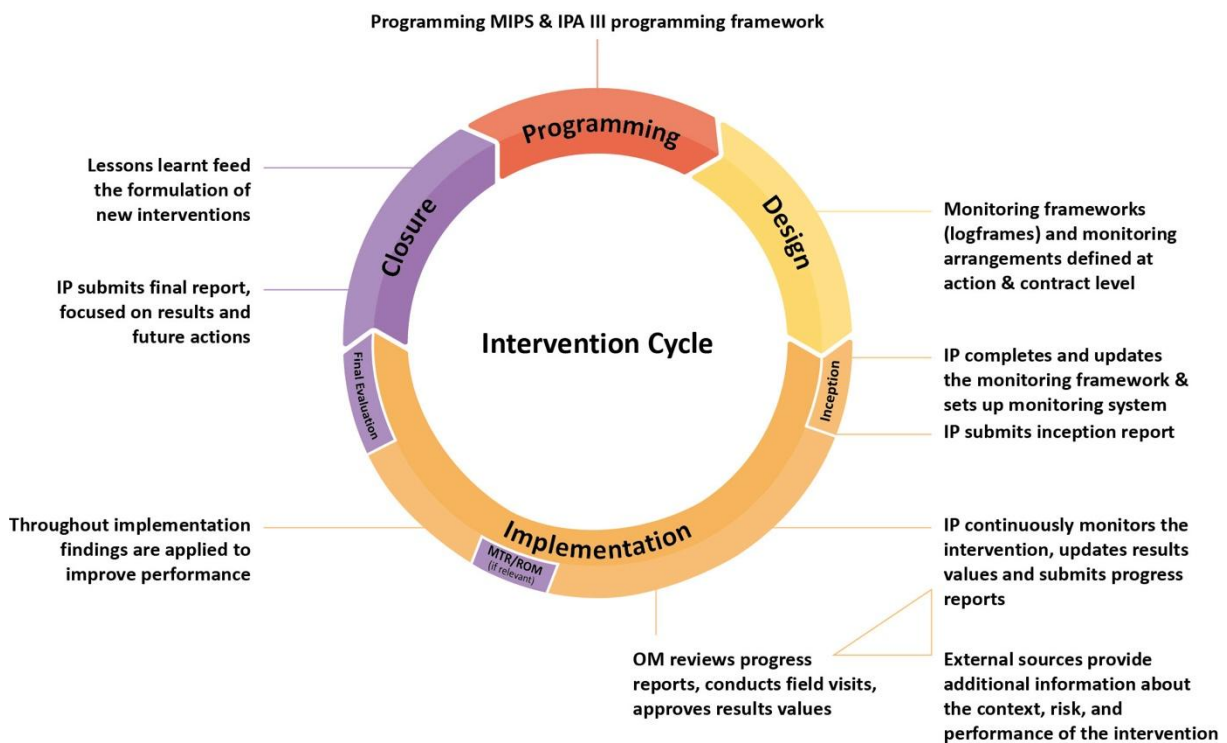 Programming MIPS & IPA III programming framework
Programming
Design
Closure
Lessons learnt feed
the formulation of
new interventions
Monitoring frameworks
(logframes) and monitoring
arrangements defined at
action & contract level
IP submits final report,
focused on results and
future actions
Intervention Cycle
Final Evaluation
Inception
IP completes and updates
the monitoring framework &
sets up monitoring system
IP submits inception report
Throughout implementation
findings are applied to
improve performance
Implementation
MTR/ROM
(if relevant)
IP continuously monitors the
intervention, updates results
values and submits progress
reports
OM reviews progress
reports, conducts field visits,
approves results values
External sources provide
additional information about
the context, risk, and
performance of the intervention